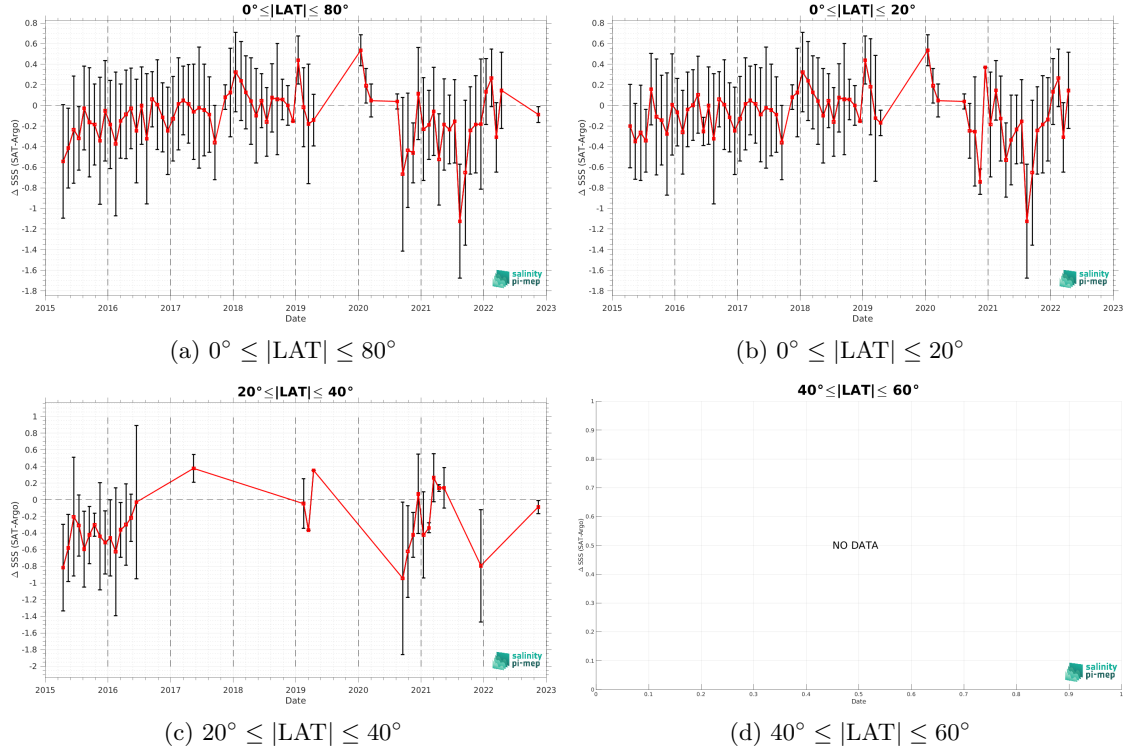 0°≤|LAT|≤ 80°
Δ SSS (SAT-Argo)
0.8
0.6
0.4
0.2
0
-0.2
-0.4
-0.6
-0.8
-1
-1.2
-1.4
-1.6
-1.8
2015 2016 2017 2018 2019 2020 2021 2022 2023
Date
salinity
pi-mep
(a) 0° ≤ |LAT| ≤ 80°
0°≤|LAT|≤ 20°
Δ SSS (SAT-Argo)
0.8
0.6
0.4
0.2
0
-0.2
-0.4
-0.6
-0.8
-1
-1.2
-1.4
-1.6
-1.8
2015 2016 2017 2018 2019 2020 2021 2022 2023
Date
salinity
pi-mep
(b) 0° ≤ |LAT| ≤ 20°
20°≤|LAT|≤ 40°
Δ SSS (SAT-Argo)
1
0.8
0.6
0.4
0.2
0
-0.2
-0.4
-0.6
-0.8
-1
-1.2
-1.4
-1.6
-1.8
-2
2015 2016 2017 2018 2019 2020 2021 2022 2023
Date
salinity
pi-mep
(c) 20° ≤ |LAT| ≤ 40°
40°≤|LAT|≤ 60°
Δ SSS (SAT-Argo)
1
0.9
0.8
0.7
0.6
0.5
0.4
0.3
0.2
0.1
0
NO DATA
0 0.1 0.2 0.3 0.4 0.5 0.6 0.7 0.8 0.9 1
Date
salinity
pi-mep
(d) 40° ≤ |LAT| ≤ 60°